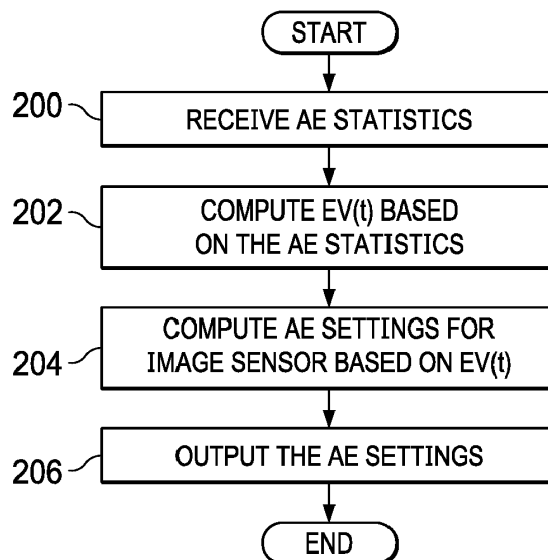 START
200
RECEIVE AE STATISTICS
202
COMPUTE EV(t) BASED
ON THE AE STATISTICS
204
COMPUTE AE SETTINGS FOR
IMAGE SENSOR BASED ON EV(t)
206
OUTPUT THE AE SETTINGS
END